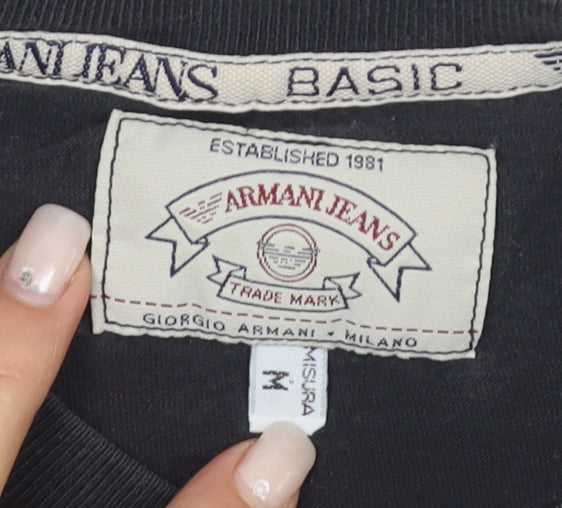 ANI JEANS BASIC
ESTABLISHED 1981
ARMANI JEANS
TRADE MARK
GIORGIO ARMANI • MILANO
MISURA
M